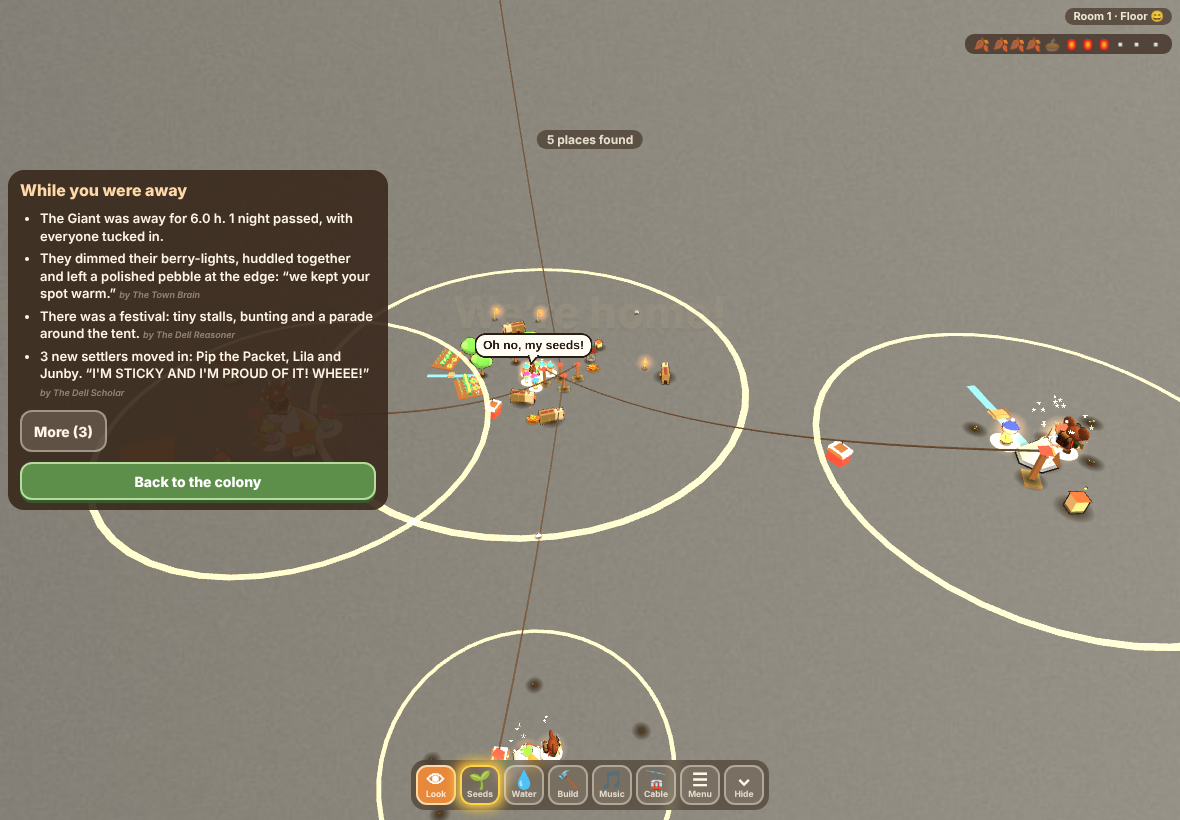 Room 1 · Floor 😄
5 places found
While you were away
• The Giant was away for 6.0 h. 1 night passed, with
everyone tucked in.
• They dimmed their berry-lights, huddled together
and left a polished pebble at the edge: “we kept your
spot warm.” by The Town Brain
• There was a festival: tiny stalls, bunting and a parade
around the tent. by The Dell Reasoner
• 3 new settlers moved in: Pip the Packet, Lila and
Junby. “I'M STICKY AND I'M PROUD OF IT! WHEEE!”
by The Dell Scholar
More (3)
Back to the colony
We're home!
Oh no, my seeds!
Look
Seeds
Water
Build
Music
Cable
Menu
Hide